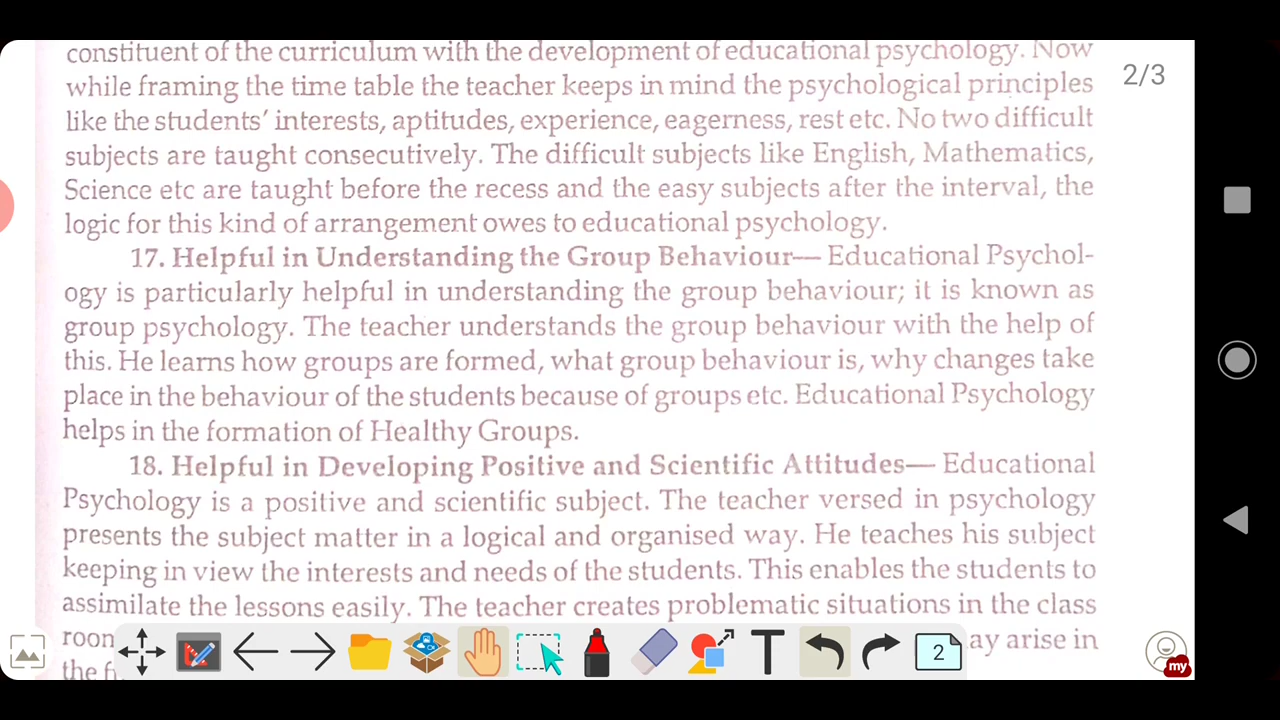 constituent of the curriculum with the development of educational psychology. Now
while framing the time table the teacher keeps in mind the psychological principles
like the students' interests, aptitudes, experience, eagerness, rest etc. No two difficult
subjects are taught consecutively. The difficult subjects like English, Mathematics,
Science etc are taught before the recess and the easy subjects after the interval, the
logic for this kind of arrangement owes to educational psychology.
17. Helpful in Understanding the Group Behaviour— Educational Psychol-
ogy is particularly helpful in understanding the group behaviour; it is known as
group psychology. The teacher understands the group behaviour with the help of
this. He learns how groups are formed, what group behaviour is, why changes take
place in the behaviour of the students because of groups etc. Educational Psychology
helps in the formation of Healthy Groups.
18. Helpful in Developing Positive and Scientific Attitudes— Educational
Psychology is a positive and scientific subject. The teacher versed in psychology
presents the subject matter in a logical and organised way. He teaches his subject
keeping in view the interests and needs of the students. This enables the students to
assimilate the lessons easily. The teacher creates problematic situations in the class
room ay arise in
the
2/3
T
2
my